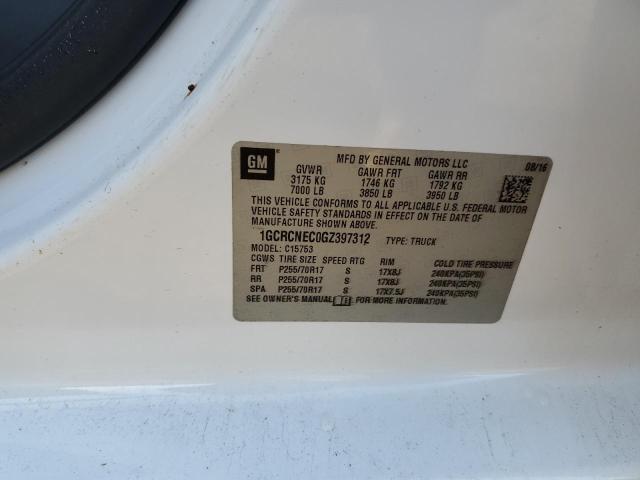 GM
MFD BY GENERAL MOTORS LLC 08/16
GVWR GAWR FRT GAWR RR
3175 KG 1746 KG 1792 KG
7000 LB 3850 LB 3950 LB
THIS VEHICLE CONFORMS TO ALL APPLICABLE U.S. FEDERAL MOTOR
VEHICLE SAFETY STANDARDS IN EFFECT ON THE DATE OF
MANUFACTURE SHOWN ABOVE.
1GCRCNEC0GZ397312 TYPE: TRUCK
MODEL: C15753
CGWS TIRE SIZE SPEED RTG RIM COLD TIRE PRESSURE
FRT P255/70R17 S 17X8J 240KPA(35PSI)
RR P255/70R17 S 17X8J 240KPA(35PSI)
SPA P255/70R17 S 17X7.5J 240KPA(35PSI)
SEE OWNER'S MANUAL FOR MORE INFORMATION.